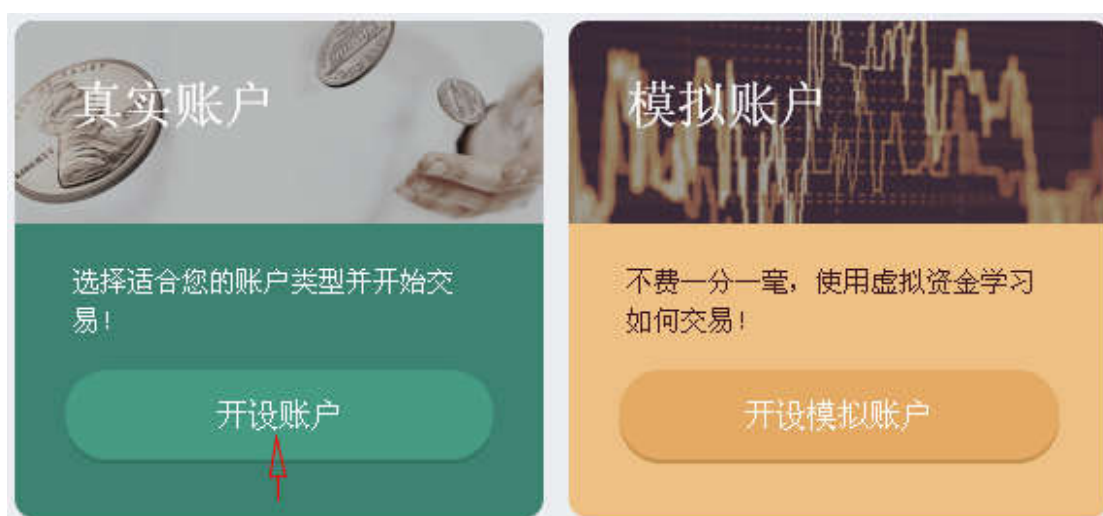 真实账户
选择适合您的账户类型并开始交
易！
开设账户
模拟账户
不费一分一毫，使用虚拟资金学习
如何交易！
开设模拟账户